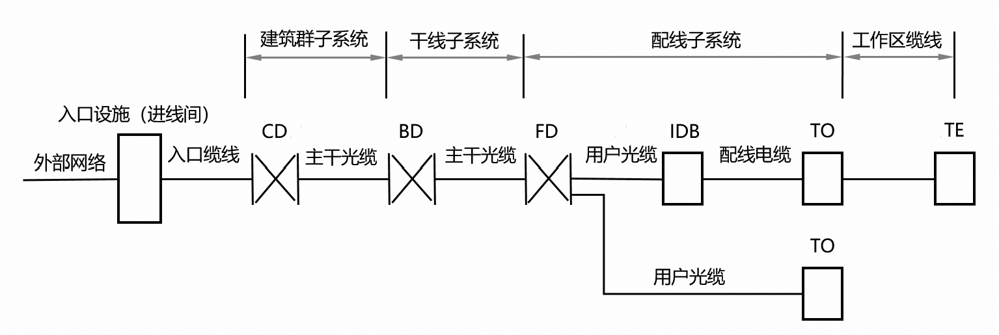 建筑群子系统
干线子系统
配线子系统
工作区缆线
入口设施（进线间）
CD
BD
FD
IDB
TO
TE
外部网络
入口缆线
主干光缆
主干光缆
用户光缆
配线电缆
TO
用户光缆